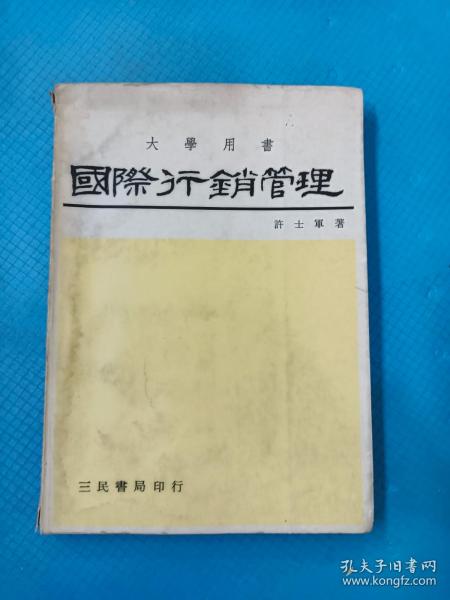 大學用書
國際行銷管理
許士軍著
三民書局印行
孔夫子旧书网
www.kongfz.com